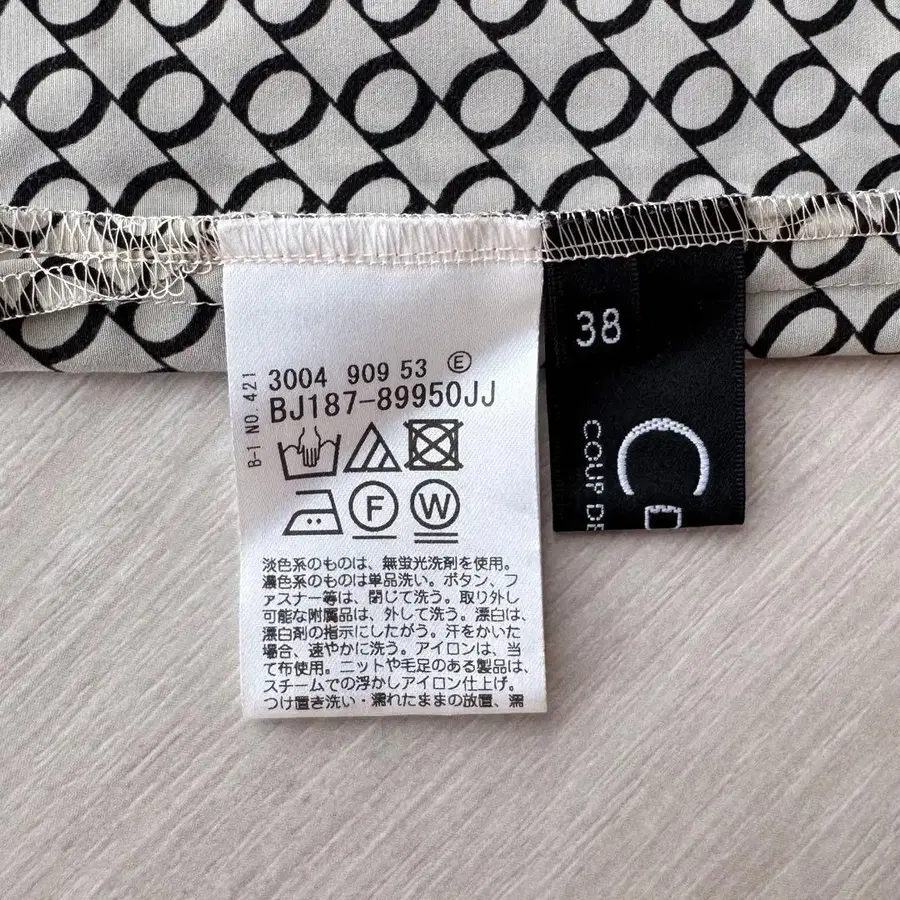 B-1 NO.421
3004 909 53 Ⓔ
BJ187-89950JJ
F W
淡色系のものは、無蛍光洗剤を使用。
濃色系のものは単品洗い。ボタン、フ
ァスナー等は、閉じて洗う。取り外し
可能な附属品は、外して洗う。漂白は、
漂白剤の指示にしたがう。汗をかいた
場合、速やかに洗う。アイロンは、当
て布使用。ニットや毛足のある製品は、
スチームでの浮かしアイロン仕上げ。
つけ置き洗い・濡れたままの放置、濡
38
C
COUP DE